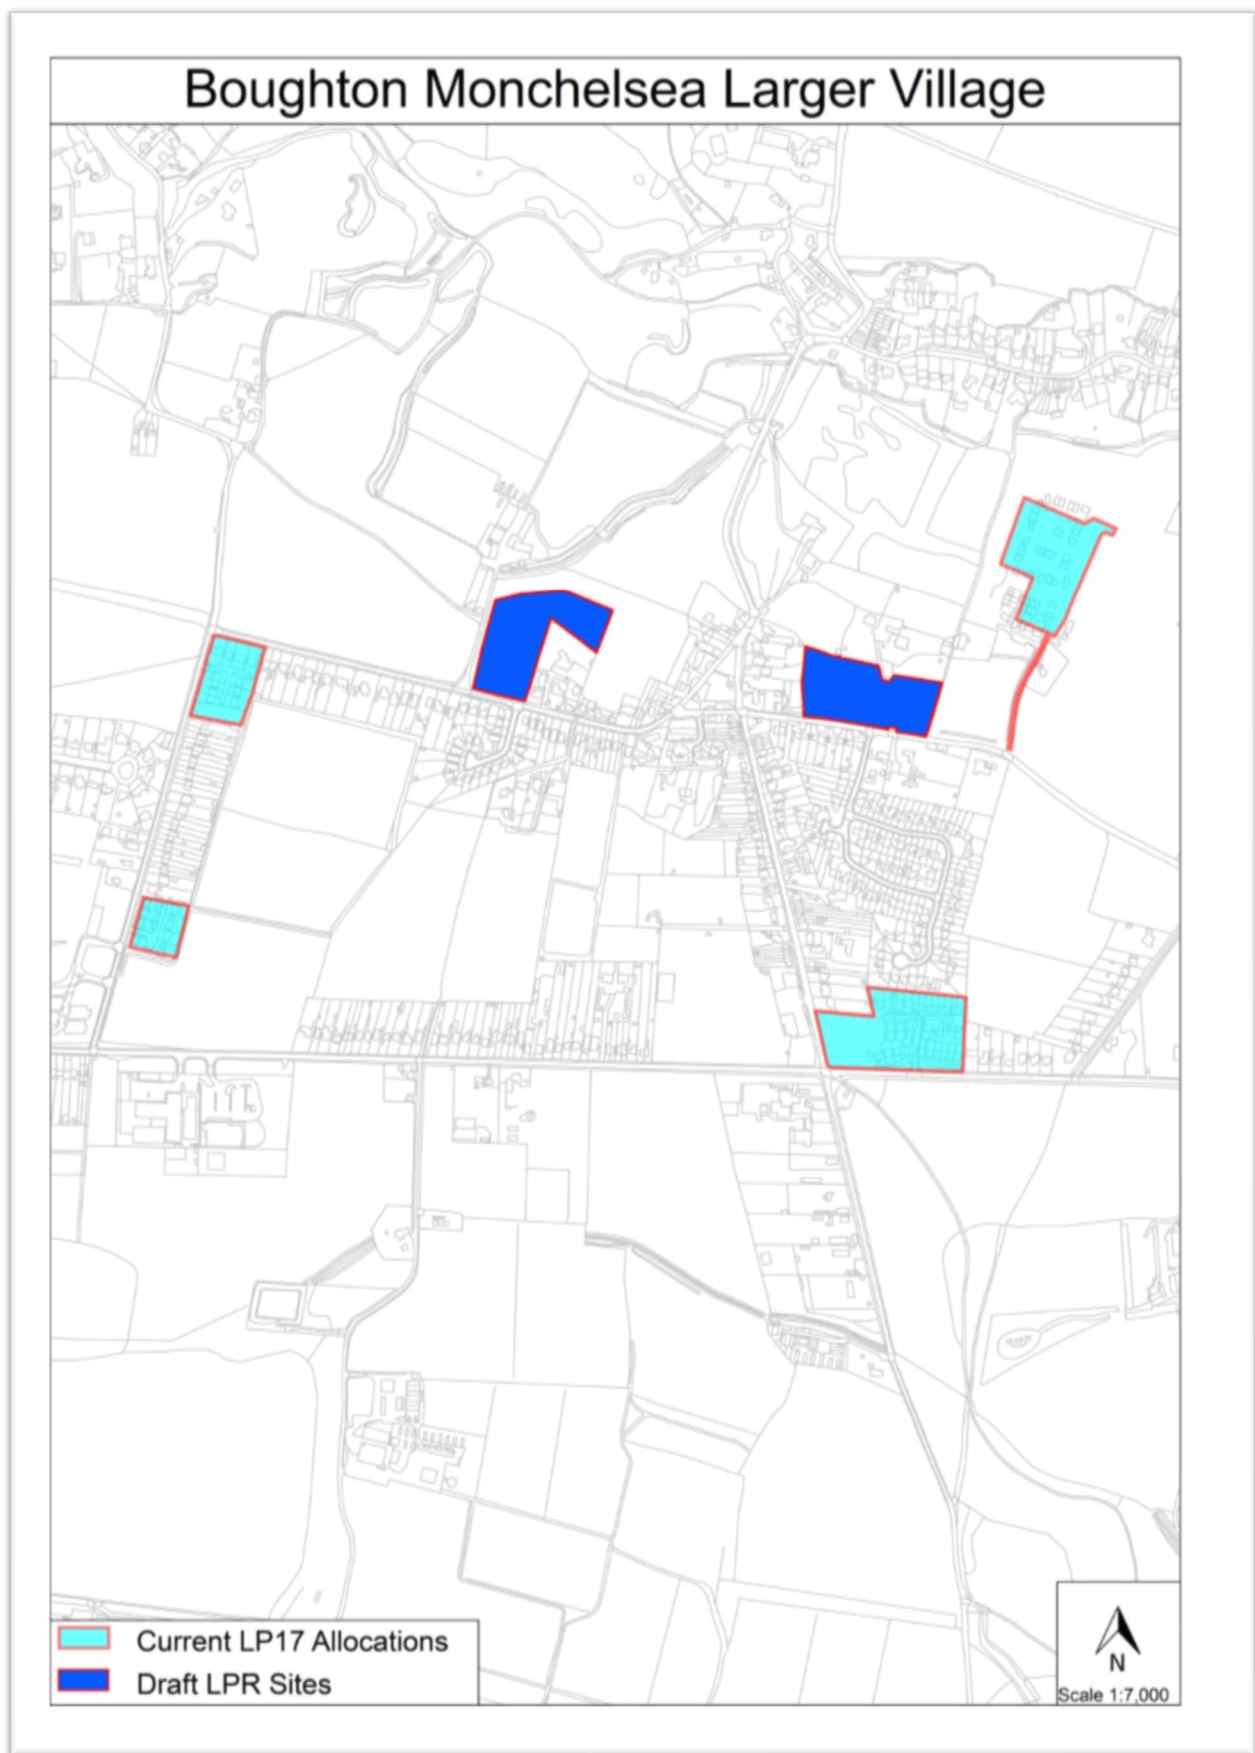 Boughton Monchelsea Larger Village
Current LP17 Allocations
Draft LPR Sites
N
Scale 1:7,000